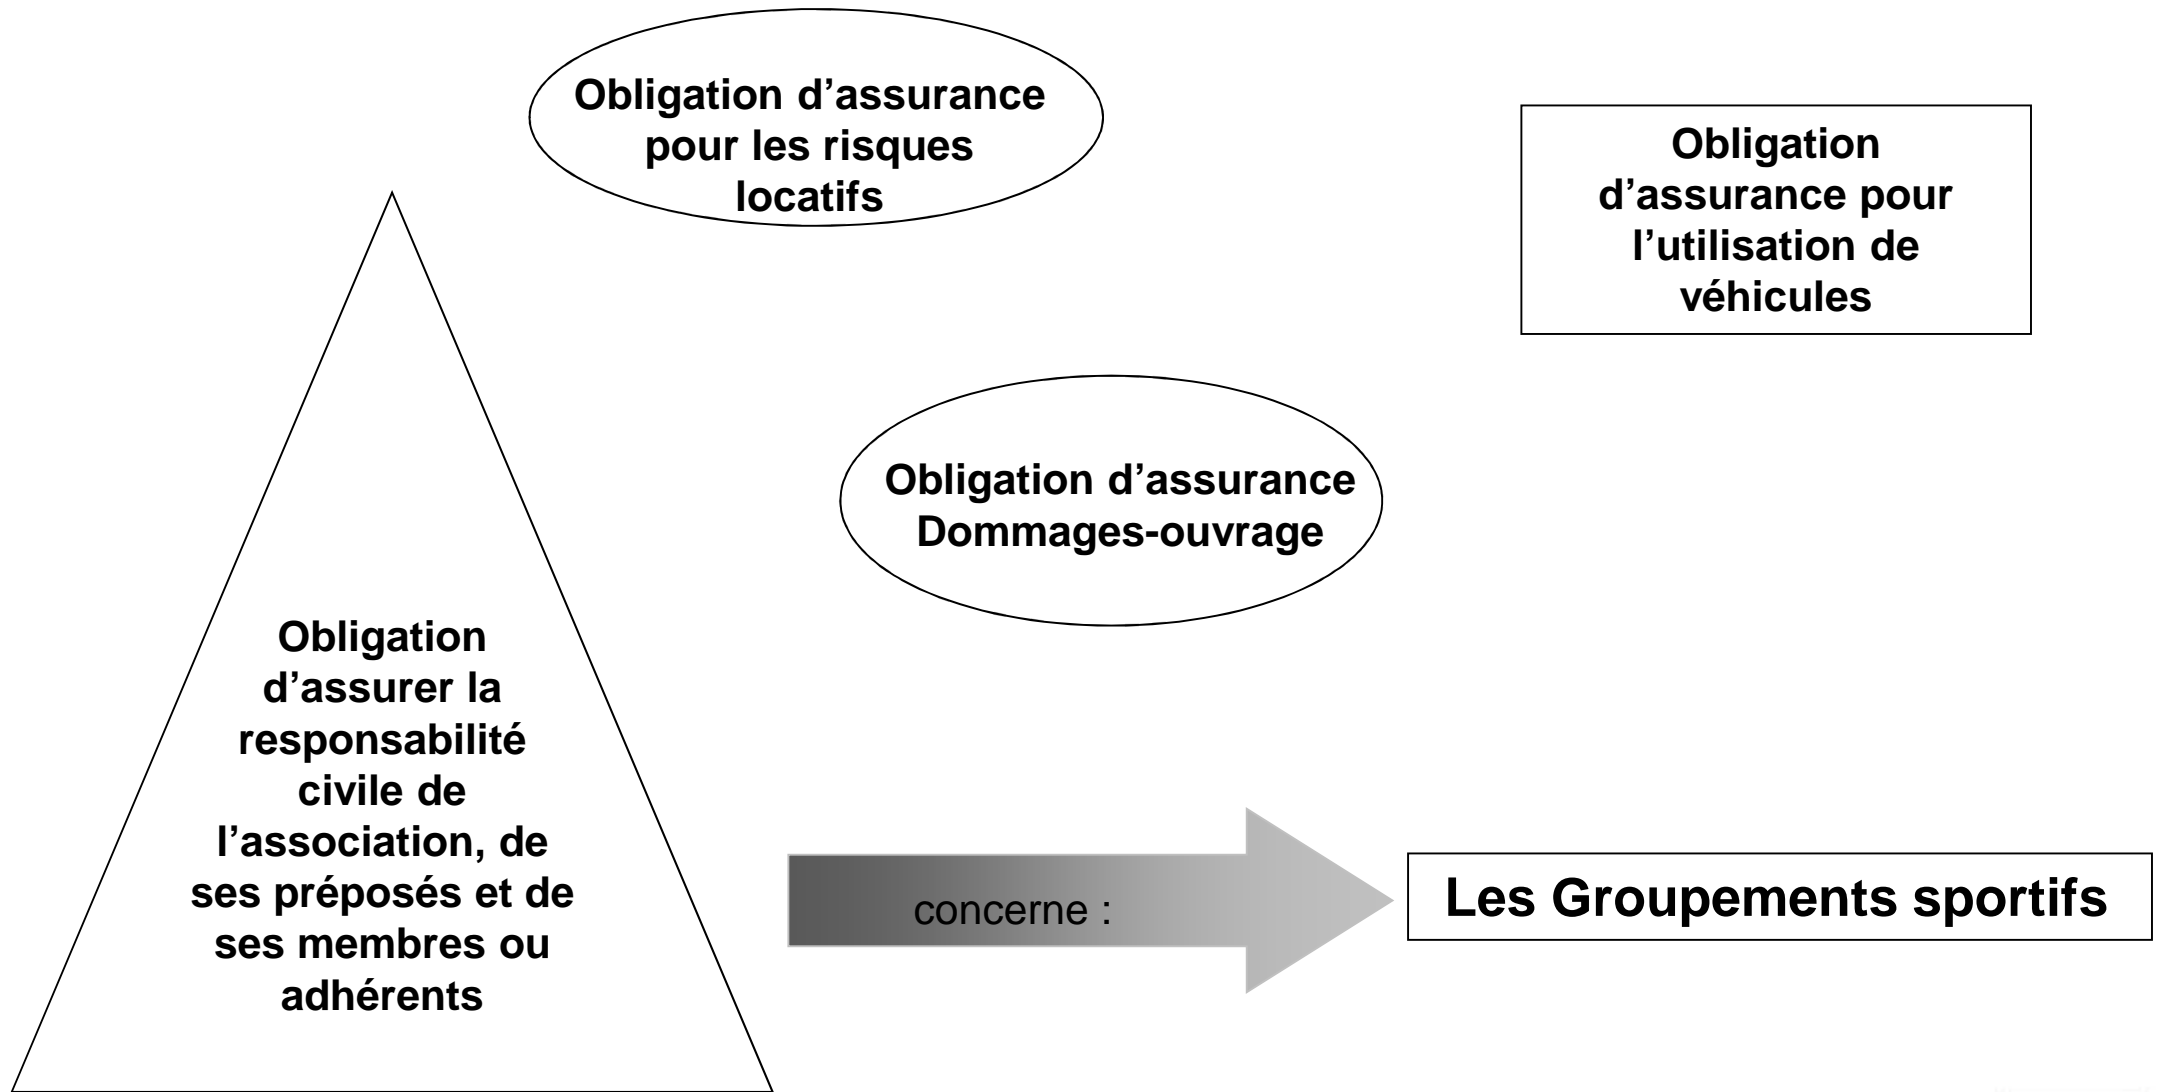 Obligation d’assurance
pour les risques
locatifs
Obligation
d’assurance pour
l’utilisation de
véhicules
Obligation d’assurance
Dommages-ouvrage
Obligation
d’assurer la
responsabilité
civile de
l’association, de
ses préposés et de
ses membres ou
adhérents
concerne :
Les Groupements sportifs